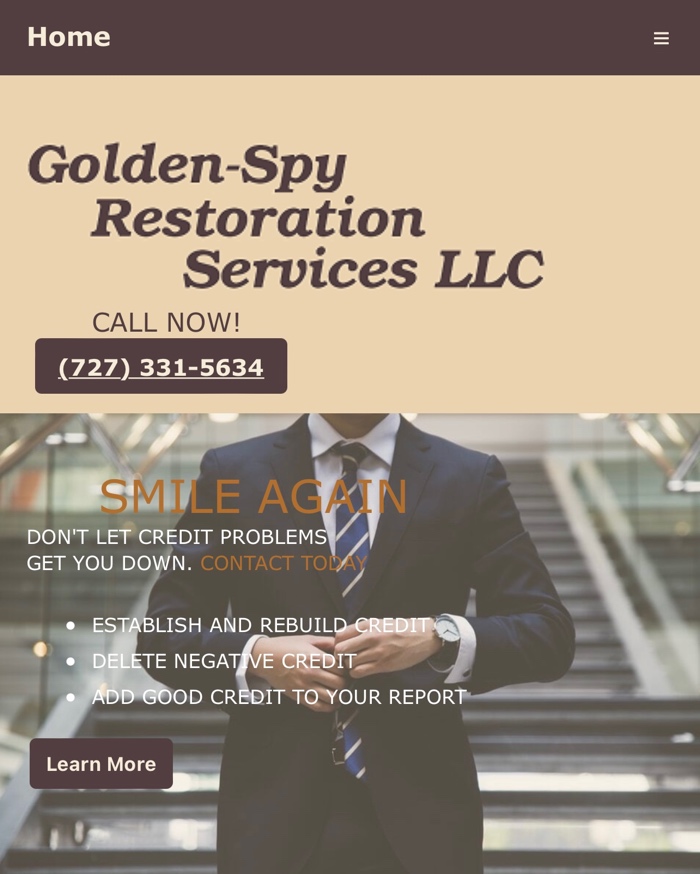 Home
Golden-Spy
Restoration
Services LLC
CALL NOW!
(727) 331-5634
SMILE AGAIN
DON'T LET CREDIT PROBLEMS
GET YOU DOWN. CONTACT TODAY
• ESTABLISH AND REBUILD CREDIT
• DELETE NEGATIVE CREDIT
• ADD GOOD CREDIT TO YOUR REPORT
Learn More